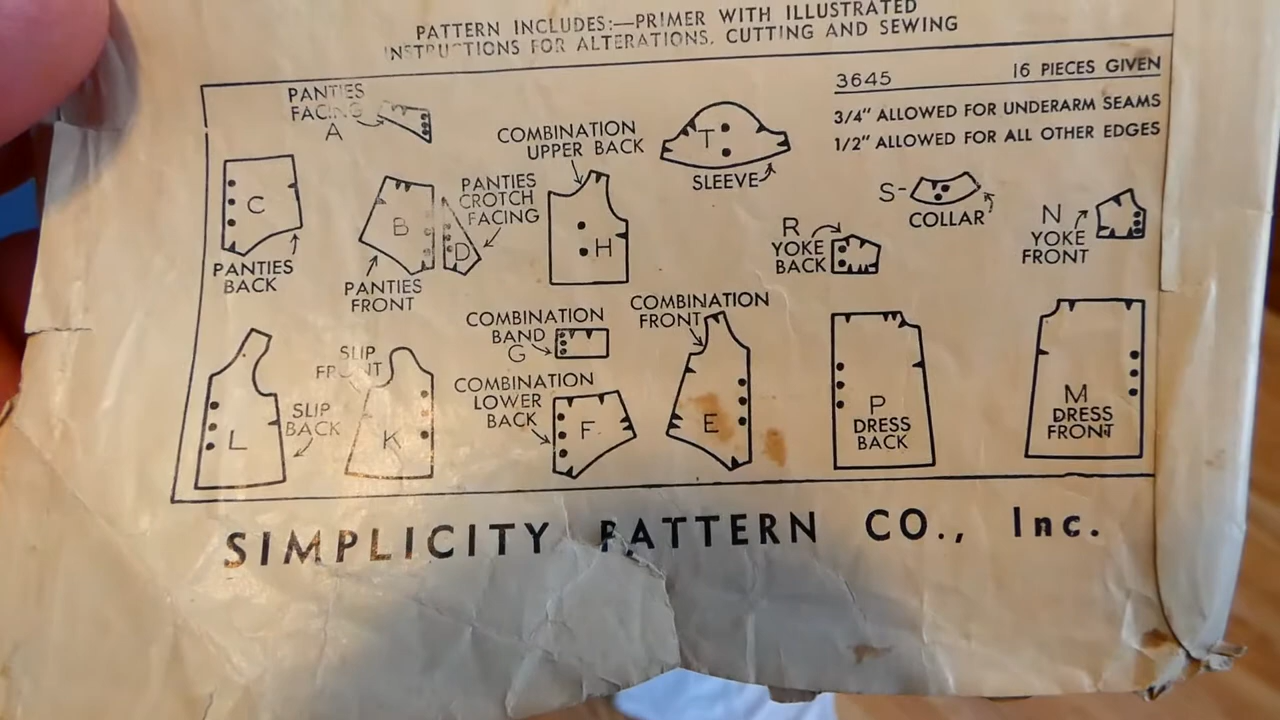 PATTERN INCLUDES:—PRIMER WITH ILLUSTRATED
INSTRUCTIONS FOR ALTERATIONS, CUTTING AND SEWING
3645 16 PIECES GIVEN
3/4" ALLOWED FOR UNDERARM SEAMS
1/2" ALLOWED FOR ALL OTHER EDGES
PANTIES
FACING
A
C
PANTIES
BACK
B
PANTIES
FRONT
PANTIES
CROTCH
FACING
D
COMBINATION
UPPER BACK
H
T
SLEEVE
S-
COLLAR
R
YOKE
BACK
N
YOKE
FRONT
L
SLIP
BACK
SLIP
FRONT
K
COMBINATION
BAND
G
COMBINATION
LOWER
BACK
F
COMBINATION
FRONT
E
P
DRESS
BACK
M
DRESS
FRONT
SIMPLICITY PATTERN CO., Inc.